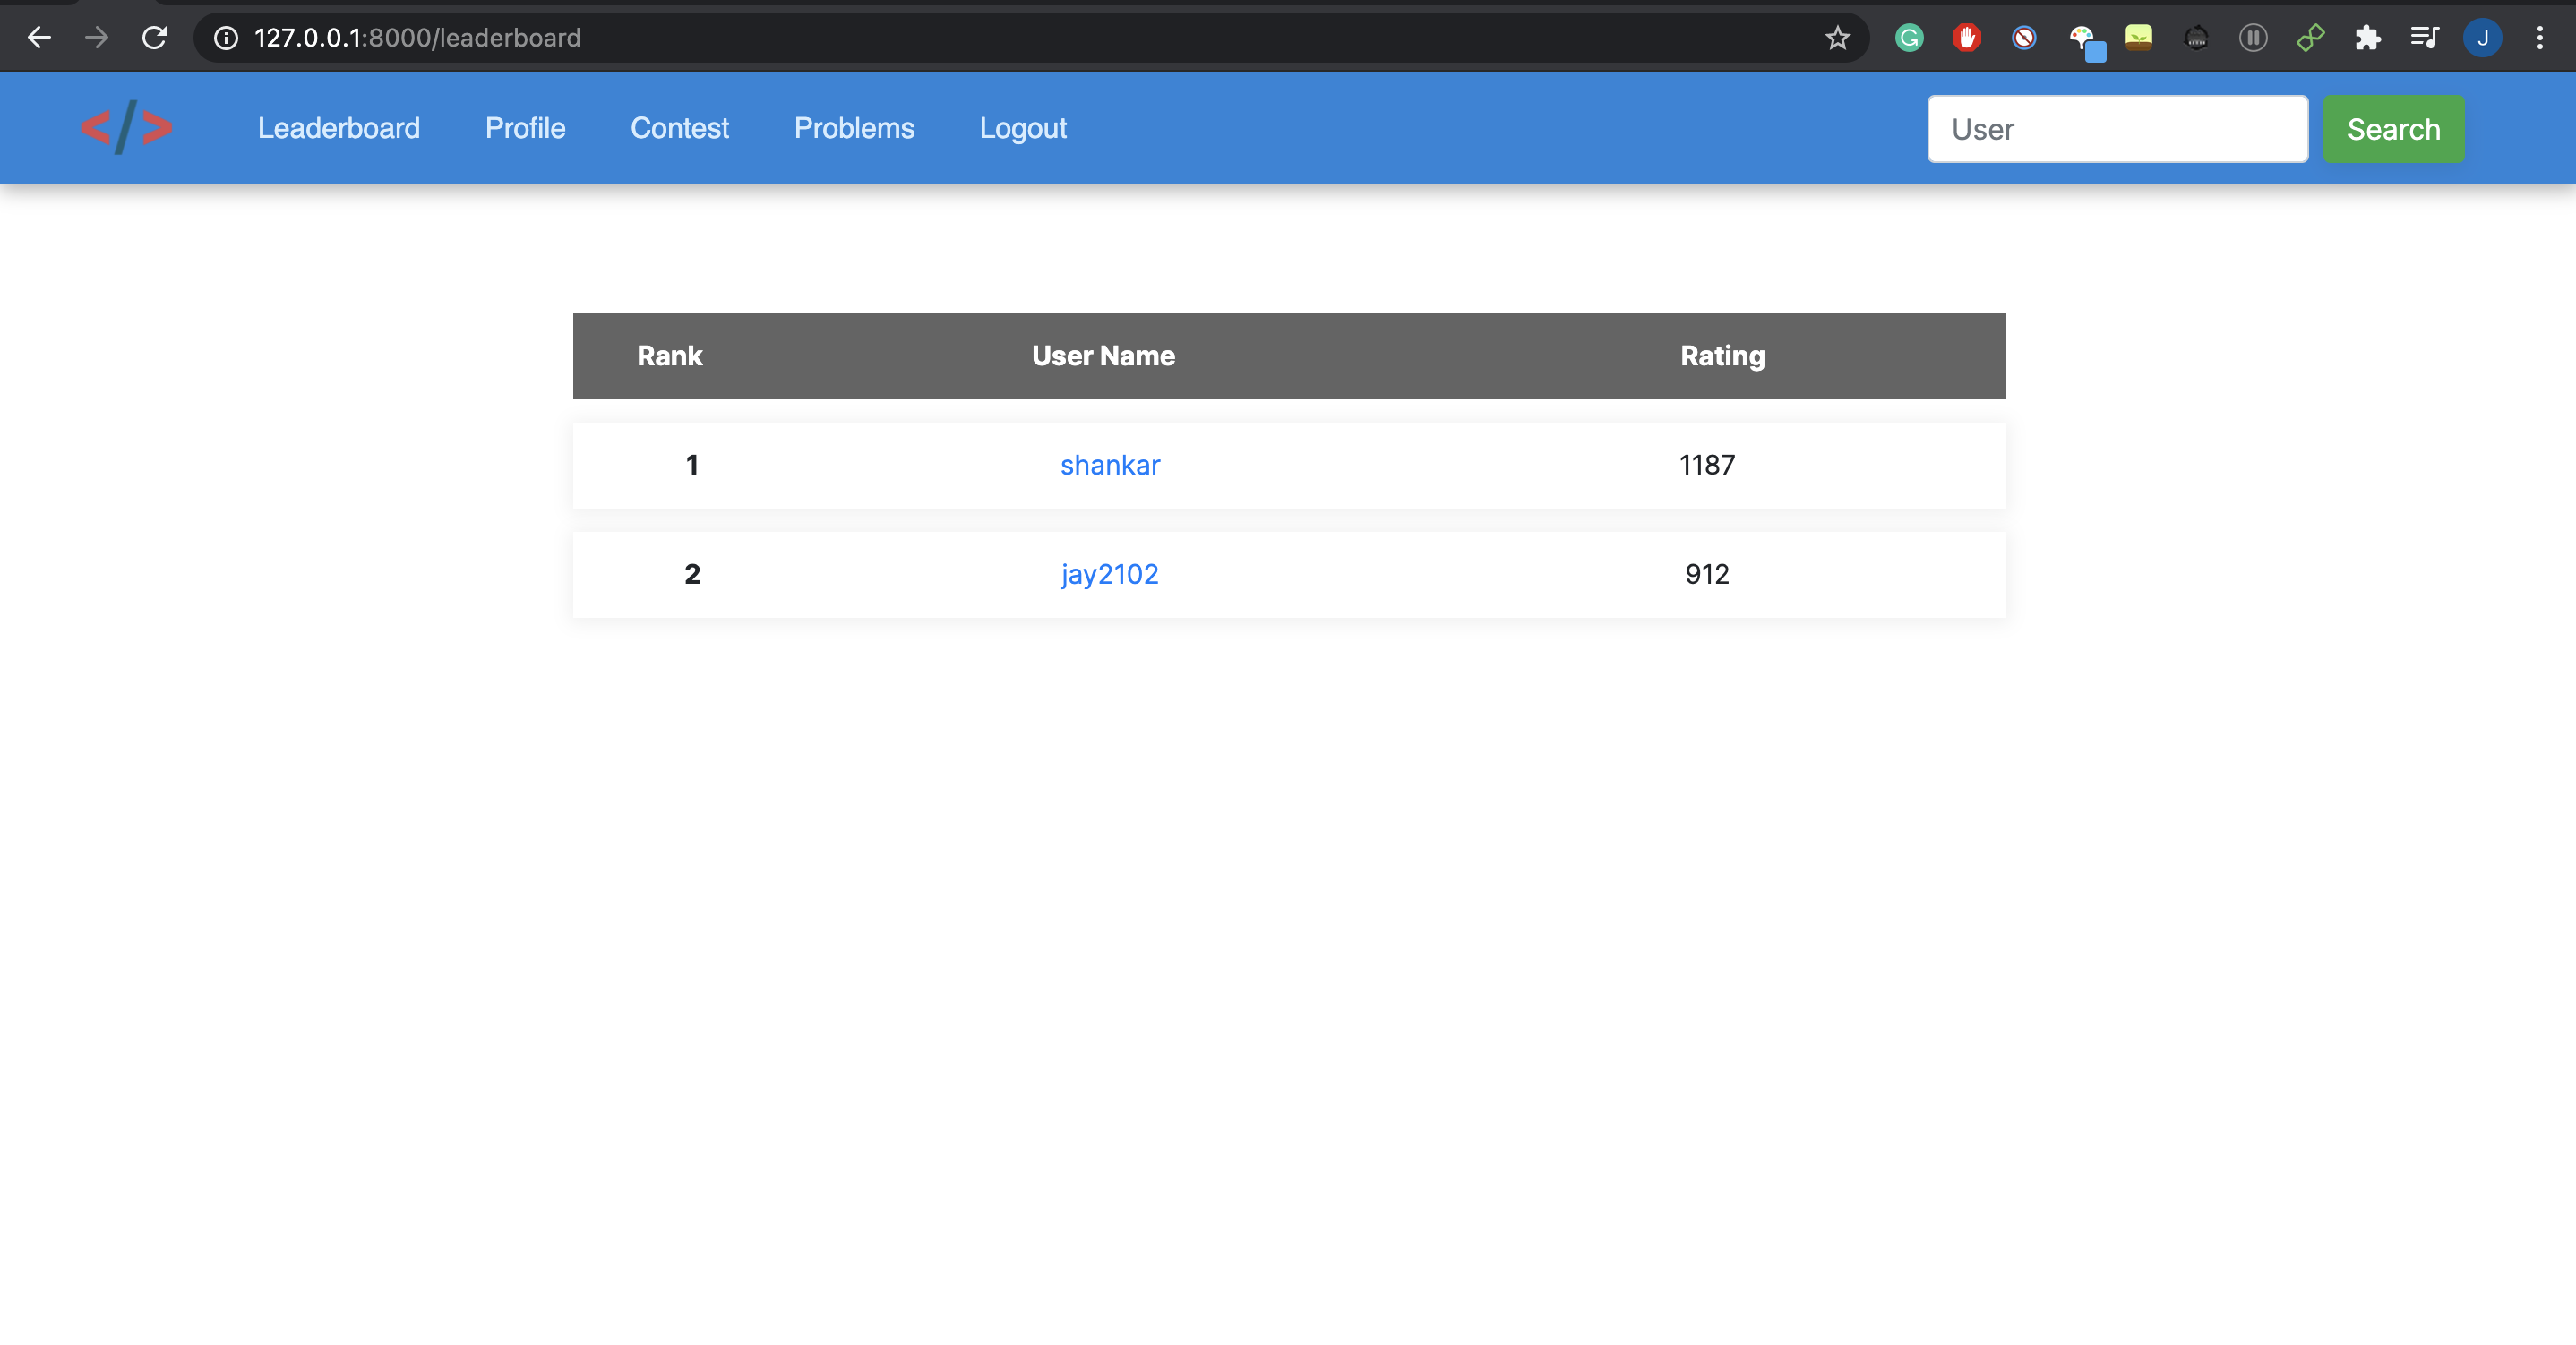 127.0.0.1:8000/leaderboard
J
</>
Leaderboard Profile Contest Problems Logout
User Search
Rank User Name Rating
1 shankar 1187
2 jay2102 912